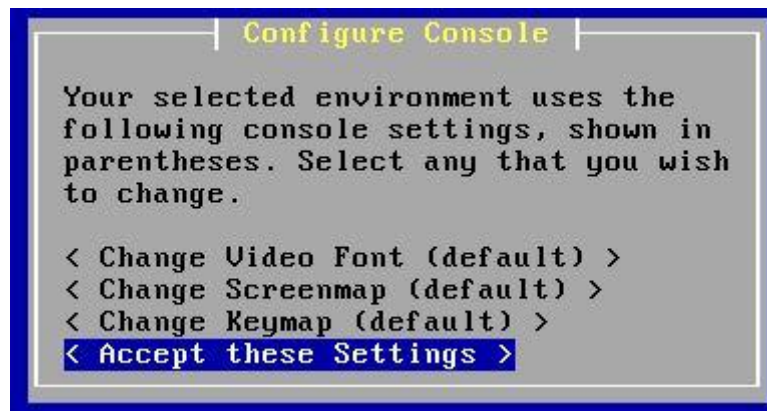 Configure Console
Your selected environment uses the
following console settings, shown in
parentheses. Select any that you wish
to change.
< Change Video Font (default) >
< Change Screenmap (default) >
< Change Keymap (default) >
< Accept these Settings >